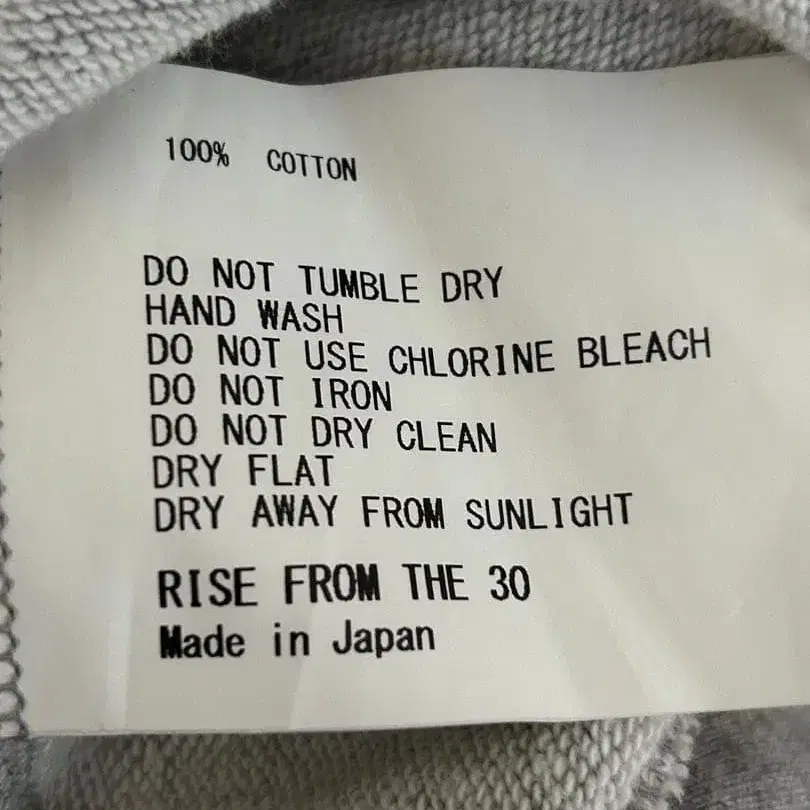 100% COTTON
DO NOT TUMBLE DRY
HAND WASH
DO NOT USE CHLORINE BLEACH
DO NOT IRON
DO NOT DRY CLEAN
DRY FLAT
DRY AWAY FROM SUNLIGHT
RISE FROM THE 30
Made in Japan